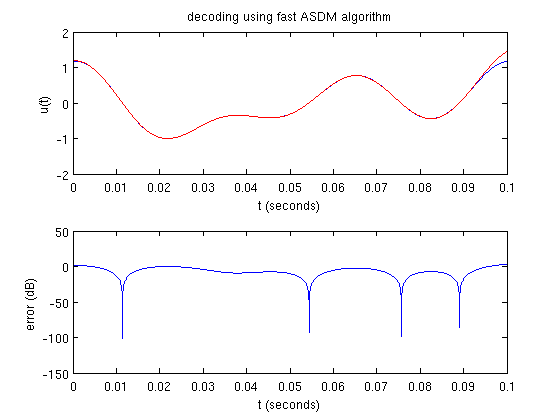 decoding using fast ASDM algorithm
2
1
0
-1
-2
u(t)
0 0.01 0.02 0.03 0.04 0.05 0.06 0.07 0.08 0.09 0.1
t (seconds)
50
0
-50
-100
-150
error (dB)
0 0.01 0.02 0.03 0.04 0.05 0.06 0.07 0.08 0.09 0.1
t (seconds)